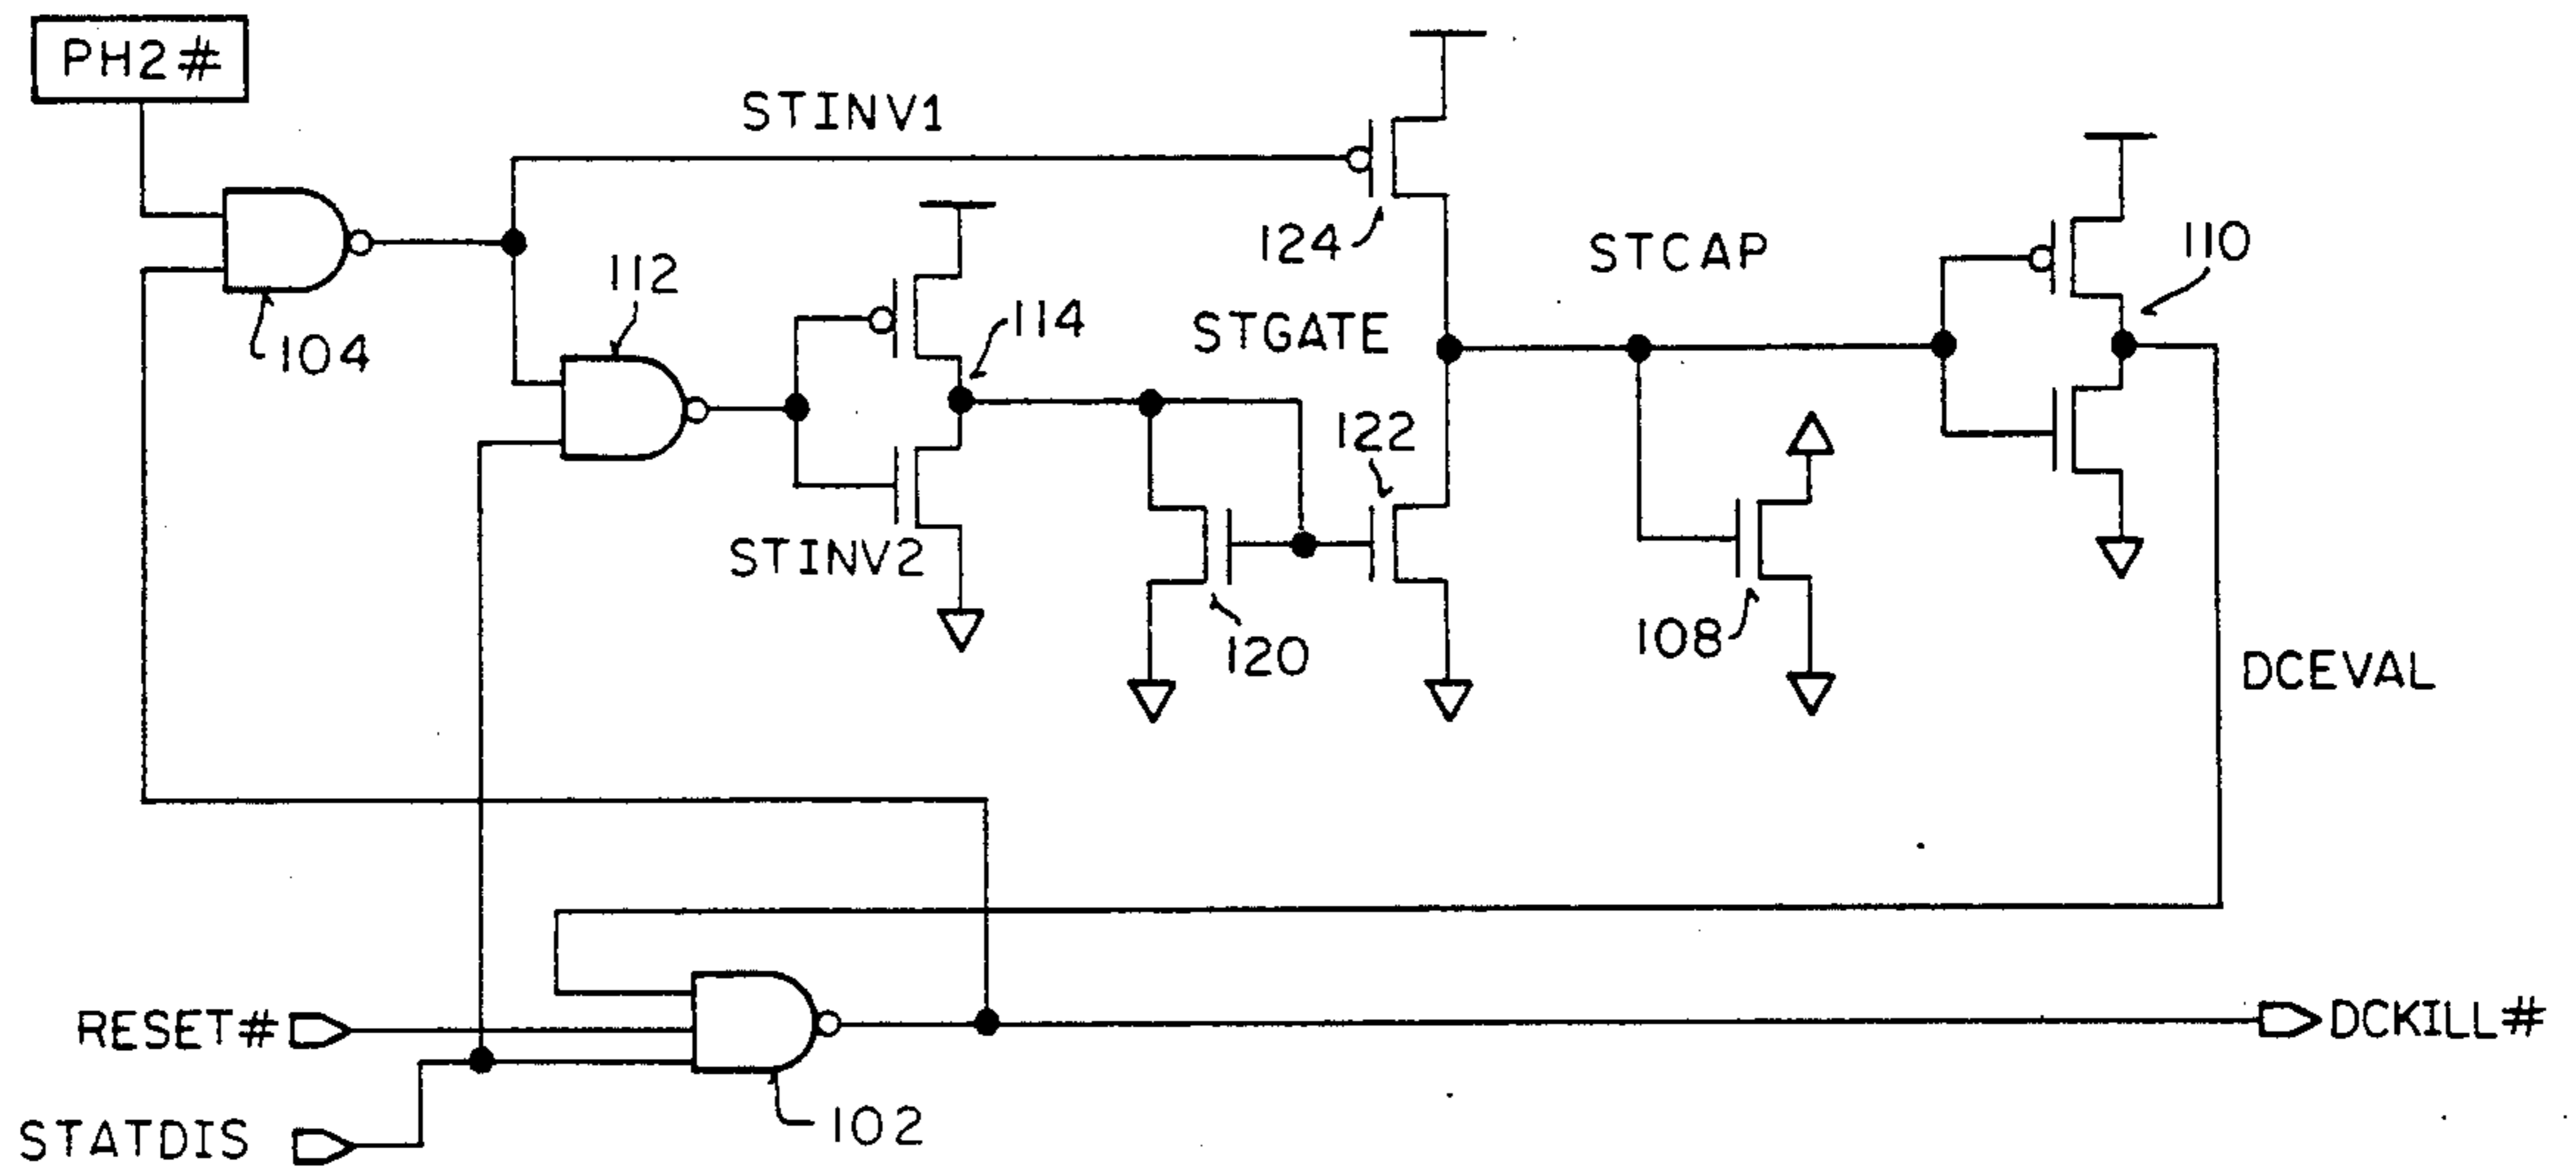 PH2#
STINV1
124
STCAP
110
112
114
STGATE
104
122
STINV2
120
108
DCEVAL
RESET#
DCKILL#
102
STATDIS